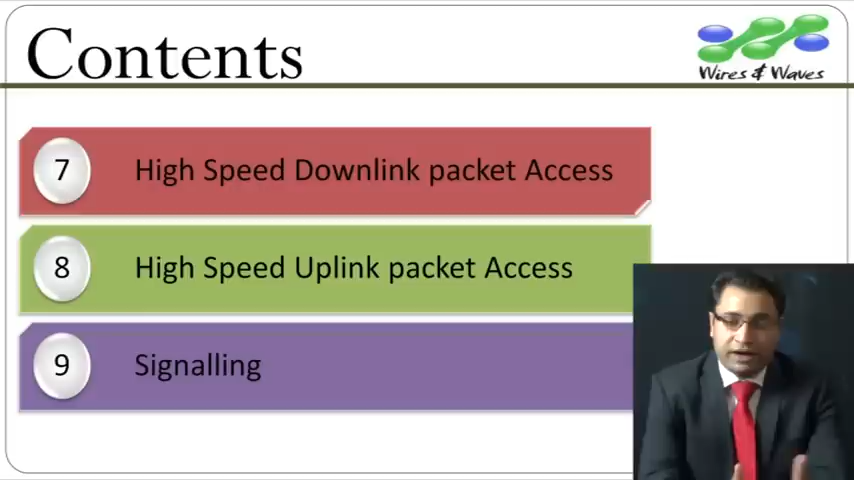 Contents
Wires & Waves
7 High Speed Downlink packet Access
8 High Speed Uplink packet Access
9 Signalling